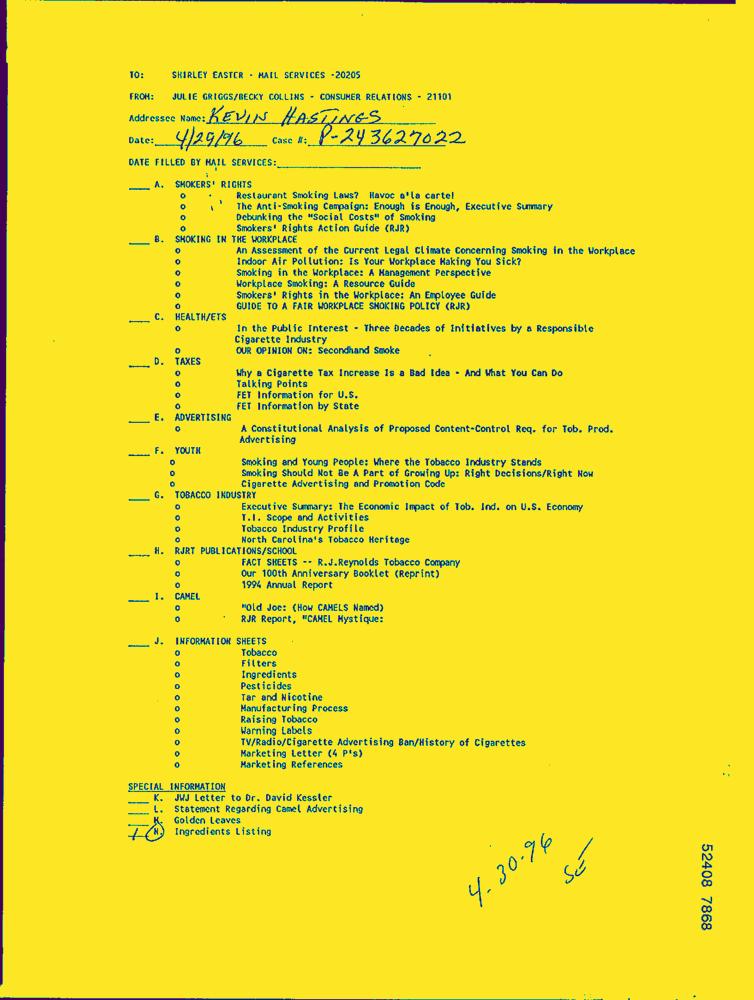 TO: SHIRLEY EASTER - MAIL SERVICES -20205
FROM: JULIE GRIGGS/BECKY COLLINS - CONSUMER RELATIONS - 21101
Addressee Name: KEVIN HASTINGS
Date: 4/29/96 Case #: P-243627022
DATE FILLED BY MAIL SERVICES:
A. SMOKERS' RIGHTS
o Restaurant Smoking Laws? Havoc a'la carte!
o The Anti-Smoking Campaign: Enough is Enough, Executive Summary
o Debunking the "Social Costs" of Smoking
o Smokers' Rights Action Guide (RJR)
B. SMOKING IN THE WORKPLACE
o An Assessment of the Current Legal Climate Concerning Smoking in the Workplace
o Indoor Air Pollution: Is Your Workplace Making You Sick?
o Smoking in the Workplace: A Management Perspective
o Workplace Smoking: A Resource Guide
o Smokers' Rights in the Workplace: An Employee Guide
o GUIDE TO A FAIR WORKPLACE SMOKING POLICY (RJR)
C. HEALTH/ETS
o In the Public Interest - Three Decades of Initiatives by a Responsible
Cigarette Industry
o OUR OPINION ON: Secondhand Smoke
D. TAXES
o Why a Cigarette Tax Increase Is a Bad Idea - And What You Can Do
o Talking Points
o FET Information for U.S.
o FET Information by State
E. ADVERTISING
o A Constitutional Analysis of Proposed Content-Control Req. for Tob. Prod.
Advertising
F. YOUTH
o Smoking and Young People: Where the Tobacco Industry Stands
o Smoking Should Not Be A Part of Growing Up: Right Decisions/Right Now
o Cigarette Advertising and Promotion Code
G. TOBACCO INDUSTRY
o Executive Summary: The Economic Impact of Tob. Ind. on U.S. Economy
o T.I. Scope and Activities
o Tobacco Industry Profile
o North Carolina's Tobacco Heritage
H. RJRT PUBLICATIONS/SCHOOL
o FACT SHEETS -- R.J.Reynolds Tobacco Company
o Our 100th Anniversary Booklet (Reprint)
o 1994 Annual Report
I. CAMEL
o "Old Joe: (How CAMELS Named)
o RJR Report, "CAMEL Mystique:
J. INFORMATION SHEETS
o Tobacco
o Filters
o Ingredients
o Pesticides
o Tar and Nicotine
o Manufacturing Process
o Raising Tobacco
o Warning Labels
o TV/Radio/Cigarette Advertising Ban/History of Cigarettes
o Marketing Letter (4 P's)
o Marketing References
SPECIAL INFORMATION
K. JWJ Letter to Dr. David Kessler
L. Statement Regarding Camel Advertising
M. Golden Leaves
1 N. Ingredients Listing
4.30.96 SE
52408 7868